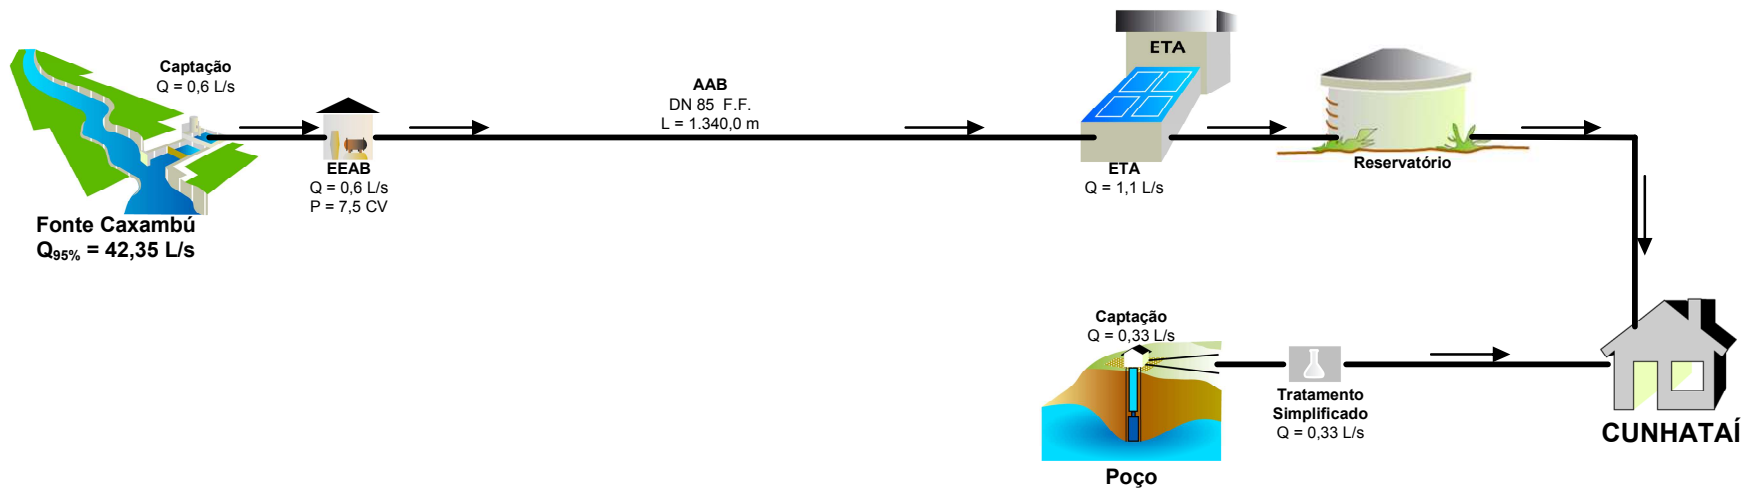 Captação
Q = 0,6 L/s
Fonte Caxambú
Q95% = 42,35 L/s
EEAB
Q = 0,6 L/s
P = 7,5 CV
AAB
DN 85 F.F.
L = 1.340,0 m
ETA
ETA
Q = 1,1 L/s
Reservatório
Captação
Q = 0,33 L/s
Poço
Tratamento
Simplificado
Q = 0,33 L/s
CUNHATAÍ